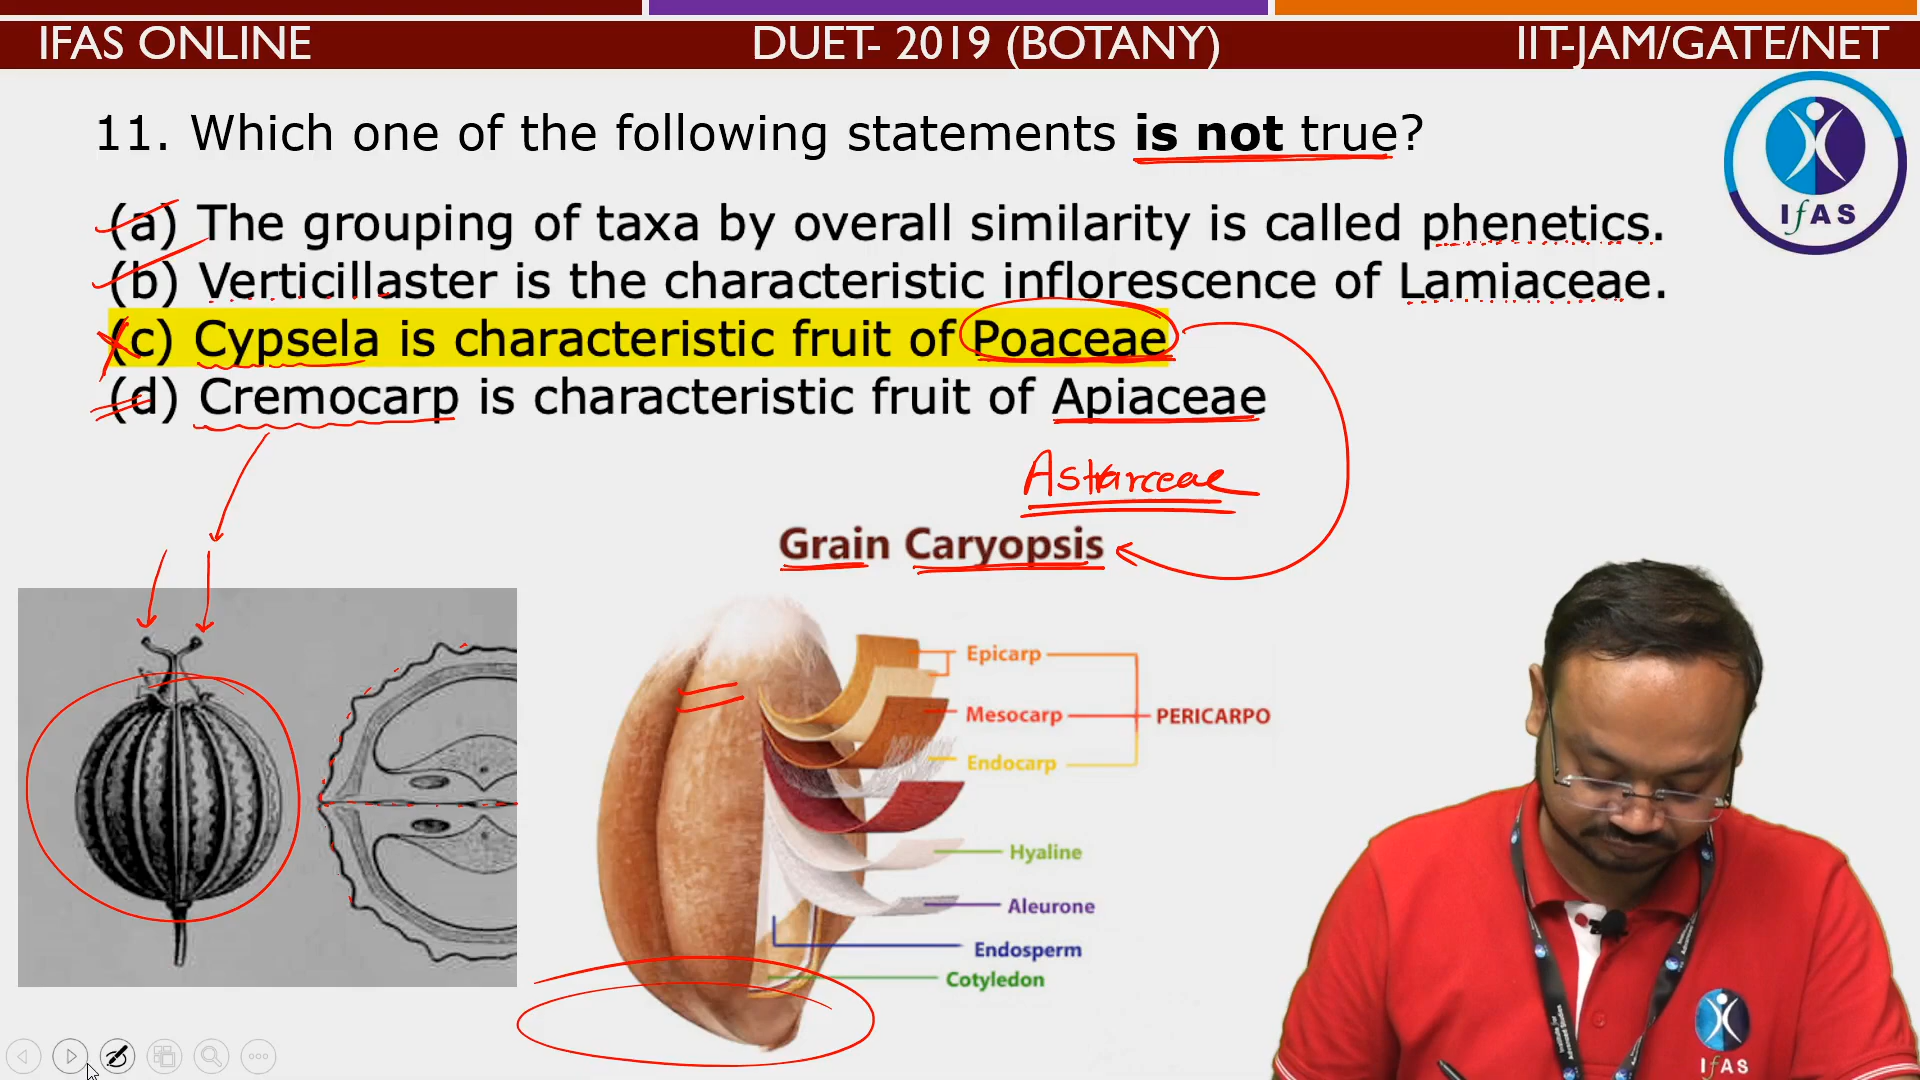 IFAS ONLINE
DUET- 2019 (BOTANY)
IIT-JAM/GATE/NET
11. Which one of the following statements is not true?
(a) The grouping of taxa by overall similarity is called phenetics.
(b) Verticillaster is the characteristic inflorescence of Lamiaceae.
(c) Cypsela is characteristic fruit of Poaceae
(d) Cremocarp is characteristic fruit of Apiaceae
IfAS
Grain Caryopsis
Epicarp
Mesocarp
PERICARPO
Endocarp
Hyaline
Aleurone
Endosperm
Cotyledon
IfAS